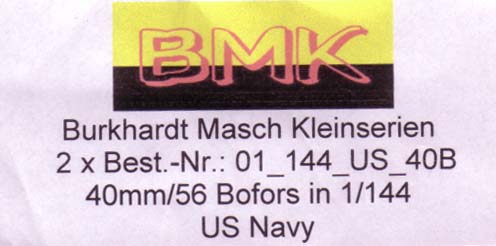 BMK
Burkhardt Masch Kleinserien
2 x Best.-Nr.: 01_144_US_40B
40mm/56 Bofors in 1/144
US Navy